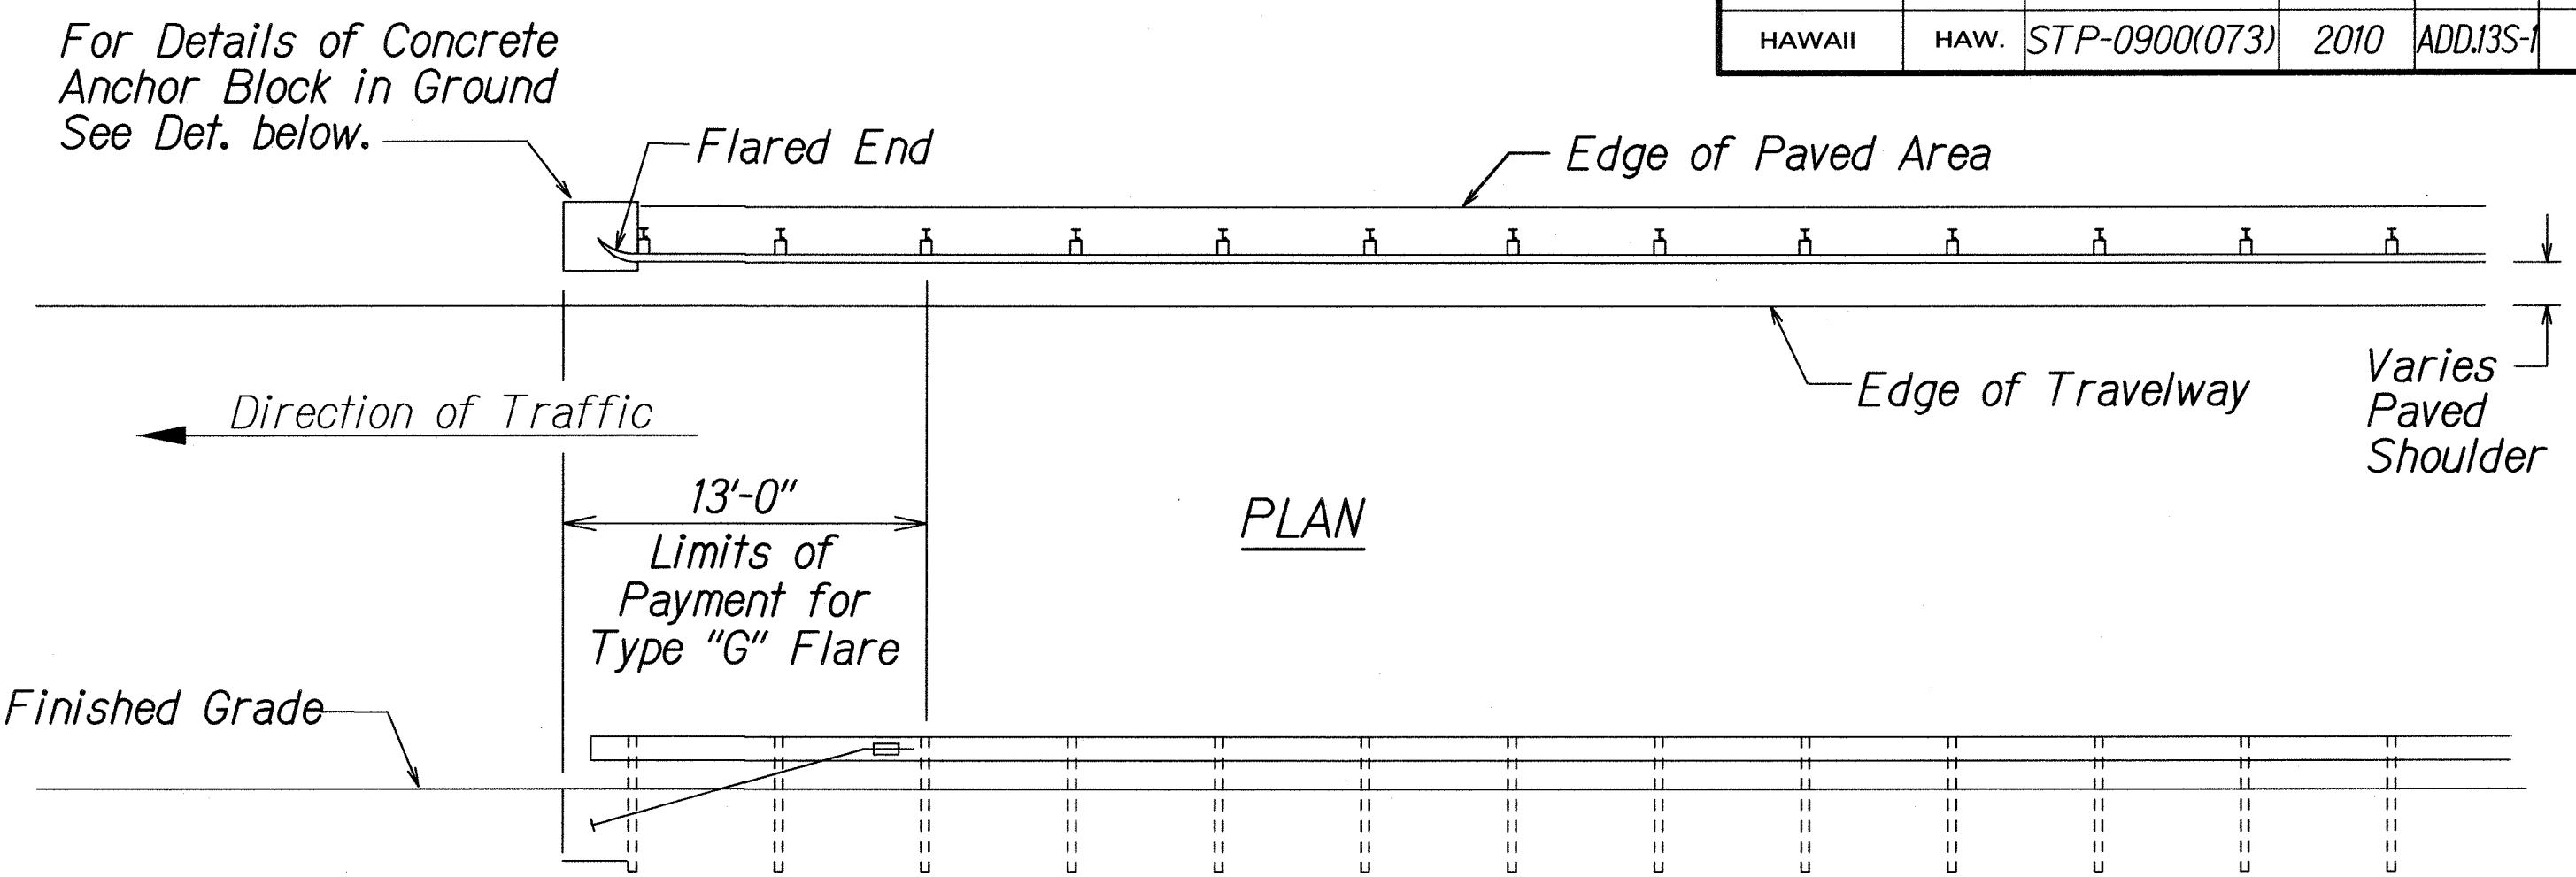 HAWAII HAW. STP-0900(073) 2010 ADD.13S-1
For Details of Concrete
Anchor Block in Ground
See Det. below.
Flared End
Edge of Paved Area
Edge of Travelway
Varies
Paved
Shoulder
Direction of Traffic
13'-0"
Limits of
Payment for
Type "G" Flare
PLAN
Finished Grade